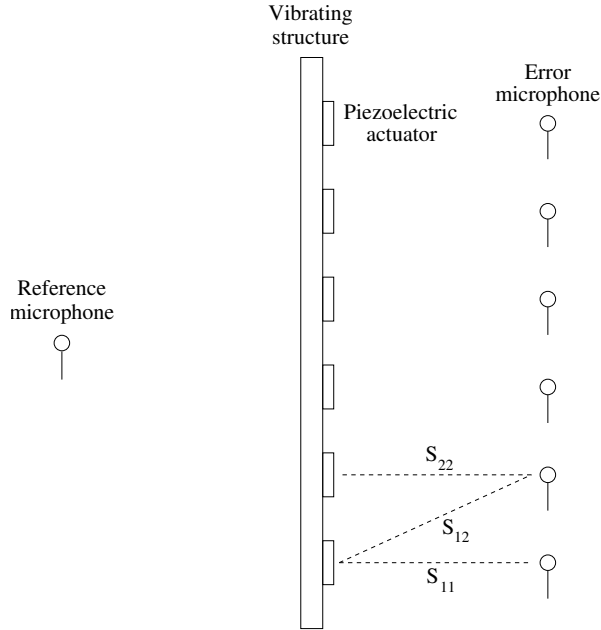 Vibrating
structure
Error
microphone
Piezoelectric
actuator
Reference
microphone
S22
S12
S11